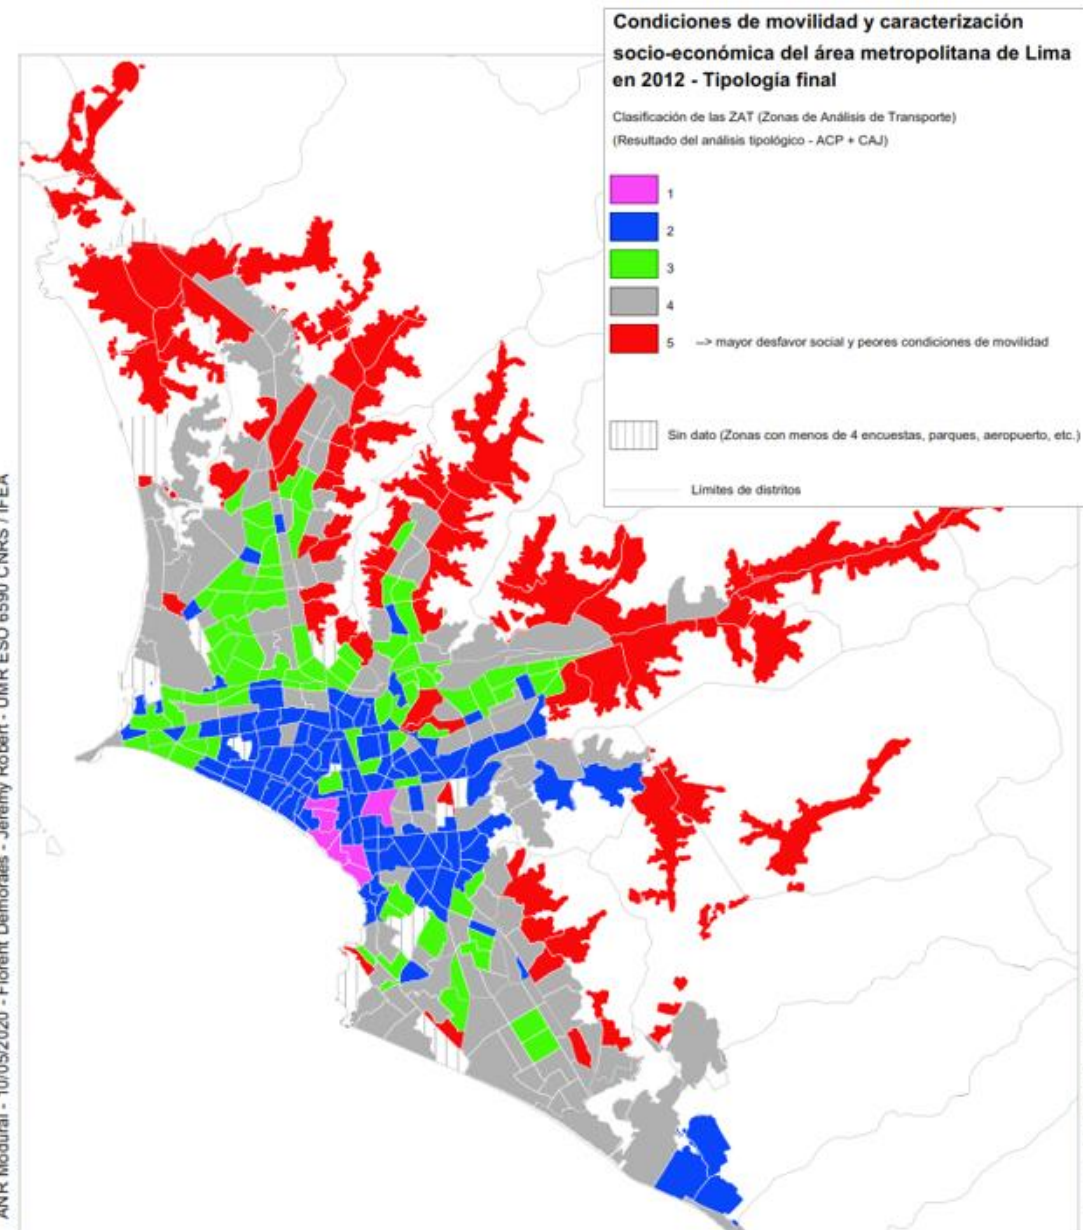 Condiciones de movilidad y caracterización
socio-económica del área metropolitana de Lima
en 2012 - Tipología final
Clasificación de las ZAT (Zonas de Análisis de Transporte)
(Resultado del análisis tipológico - ACP + CAJ)
1
2
3
4
5 --> mayor desfavor social y peores condiciones de movilidad
Sin dato (Zonas con menos de 4 encuestas, parques, aeropuerto, etc.)
Límites de distritos
ANR Modural - 10/05/2020 - Florent Demoraes - Jérémy Robert - UMR ESO 6590 CNRS / IFEA